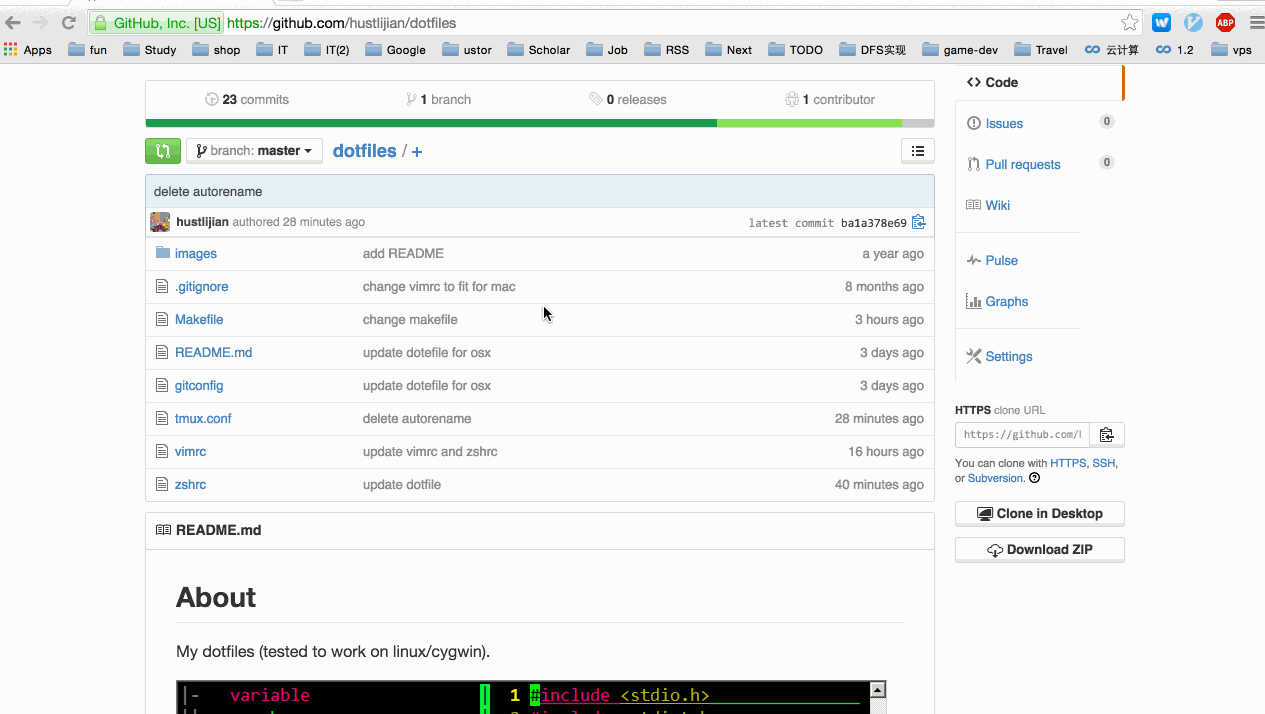 GitHub, Inc. [US] https://github.com/hustlijian/dotfiles
W V ABP
Apps fun Study shop IT IT(2) Google ustor Scholar Job RSS Next TODO DFS实现 game-dev Travel 云计算 1.2 vps
23 commits 1 branch 0 releases 1 contributor
branch: master dotfiles / +
delete autorename
hustlijian authored 28 minutes ago latest commit ba1a378e69
images add README a year ago
.gitignore change vimrc to fit for mac 8 months ago
Makefile change makefile 3 hours ago
README.md update dotefile for osx 3 days ago
gitconfig update dotefile for osx 3 days ago
tmux.conf delete autorename 28 minutes ago
vimrc update vimrc and zshrc 16 hours ago
zshrc update dotfile 40 minutes ago
README.md
About
My dotfiles (tested to work on linux/cygwin).
|- variable 1 #include <stdio.h>
Code
Issues 0
Pull requests 0
Wiki
Pulse
Graphs
Settings
HTTPS clone URL
https://github.com/
You can clone with HTTPS, SSH,
or Subversion.
Clone in Desktop
Download ZIP